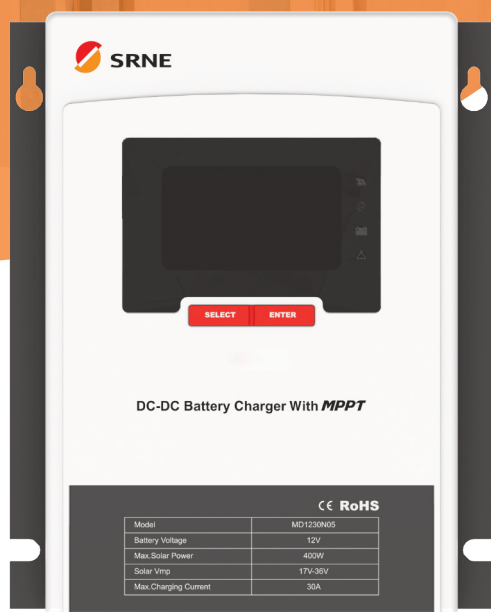 SRNE
SELECT ENTER
DC-DC Battery Charger With MPPT
CE RoHS
Model MD1230N05
Battery Voltage 12V
Max.Solar Power 400W
Solar Vmp 17V-36V
Max.Charging Current 30A